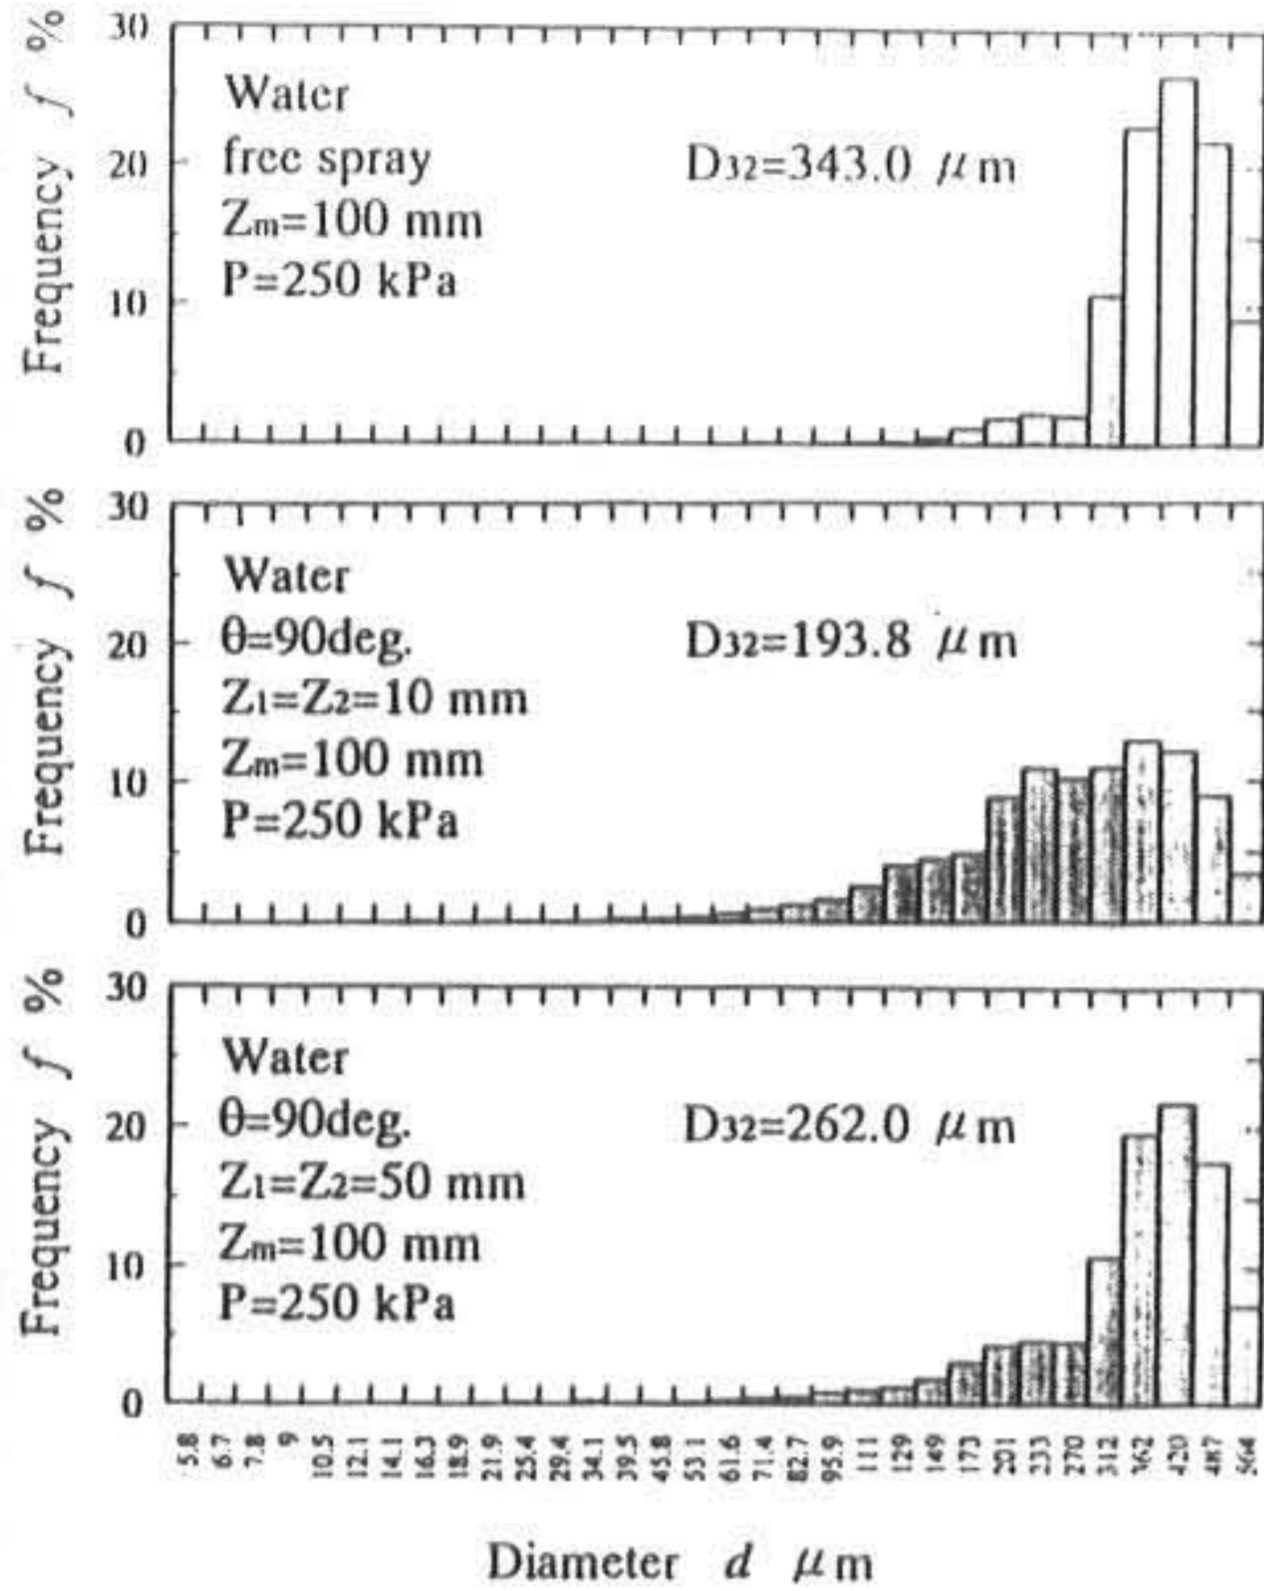 Frequency f %
30
20
10
0
Water
free spray
Zm=100 mm
P=250 kPa
D32=343.0 μm
Frequency f %
30
20
10
0
Water
θ=90deg.
Z1=Z2=10 mm
Zm=100 mm
P=250 kPa
D32=193.8 μm
Frequency f %
30
20
10
0
Water
θ=90deg.
Z1=Z2=50 mm
Zm=100 mm
P=250 kPa
D32=262.0 μm
5.8 6.7 7.8 9 10.5 12.1 14.1 16.3 18.9 21.9 25.4 29.4 34.1 39.5 45.8 53.1 61.6 71.4 82.7 95.9 111 129 149 173 201 233 270 312 362 420 487 564
Diameter d μm